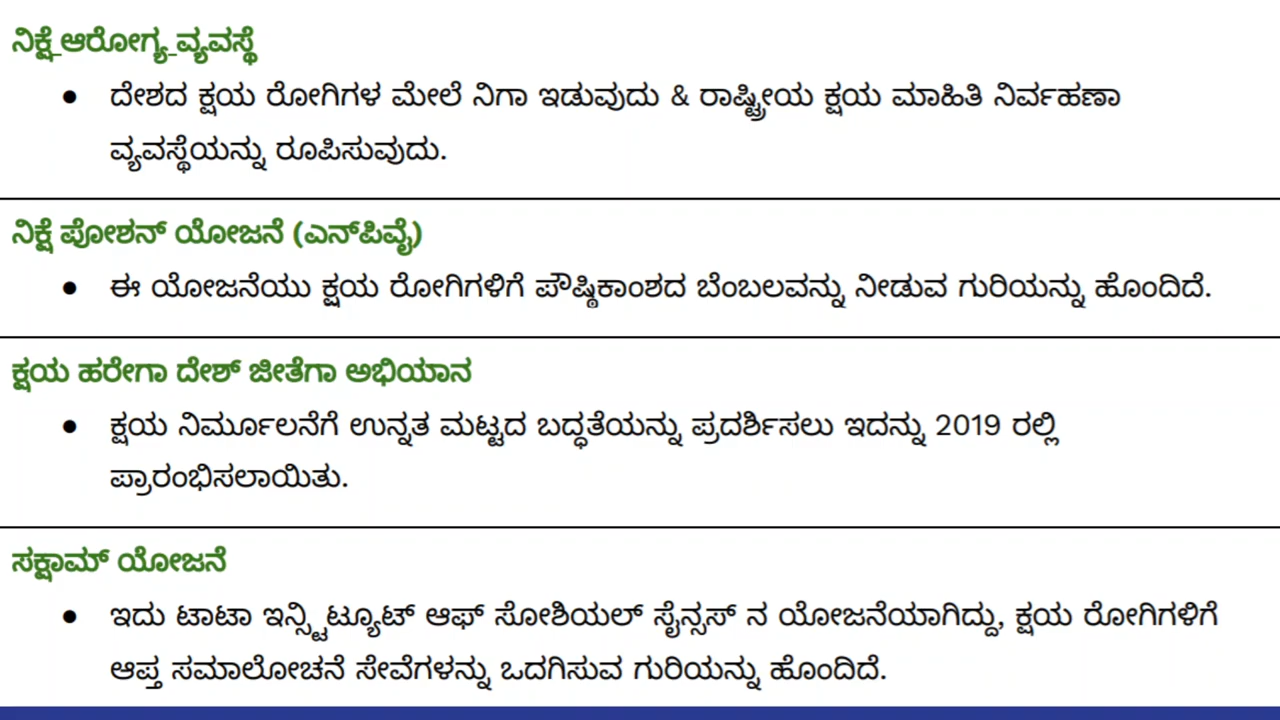 ನಿಕ್ಷೆ ಆರೋಗ್ಯ ವ್ಯವಸ್ಥೆ
● ದೇಶದ ಕ್ಷಯ ರೋಗಿಗಳ ಮೇಲೆ ನಿಗಾ ಇಡುವುದು & ರಾಷ್ಟ್ರೀಯ ಕ್ಷಯ ಮಾಹಿತಿ ನಿರ್ವಹಣಾ
ವ್ಯವಸ್ಥೆಯನ್ನು ರೂಪಿಸುವುದು.
ನಿಕ್ಷೆ ಪೋಶನ್ ಯೋಜನೆ (ಎನ್‌ಪಿವೈ)
● ಈ ಯೋಜನೆಯು ಕ್ಷಯ ರೋಗಿಗಳಿಗೆ ಪೌಷ್ಠಿಕಾಂಶದ ಬೆಂಬಲವನ್ನು ನೀಡುವ ಗುರಿಯನ್ನು ಹೊಂದಿದೆ.
ಕ್ಷಯ ಹರೇಗಾ ದೇಶ್ ಜೀತೆಗಾ ಅಭಿಯಾನ
● ಕ್ಷಯ ನಿರ್ಮೂಲನೆಗೆ ಉನ್ನತ ಮಟ್ಟದ ಬದ್ಧತೆಯನ್ನು ಪ್ರದರ್ಶಿಸಲು ಇದನ್ನು 2019 ರಲ್ಲಿ
ಪ್ರಾರಂಭಿಸಲಾಯಿತು.
ಸಕ್ಷಾಮ್ ಯೋಜನೆ
● ಇದು ಟಾಟಾ ಇನ್ಸ್ಟಿಟ್ಯೂಟ್ ಆಫ್ ಸೋಶಿಯಲ್ ಸೈನ್ಸಸ್ ನ ಯೋಜನೆಯಾಗಿದ್ದು, ಕ್ಷಯ ರೋಗಿಗಳಿಗೆ
ಆಪ್ತ ಸಮಾಲೋಚನೆ ಸೇವೆಗಳನ್ನು ಒದಗಿಸುವ ಗುರಿಯನ್ನು ಹೊಂದಿದೆ.